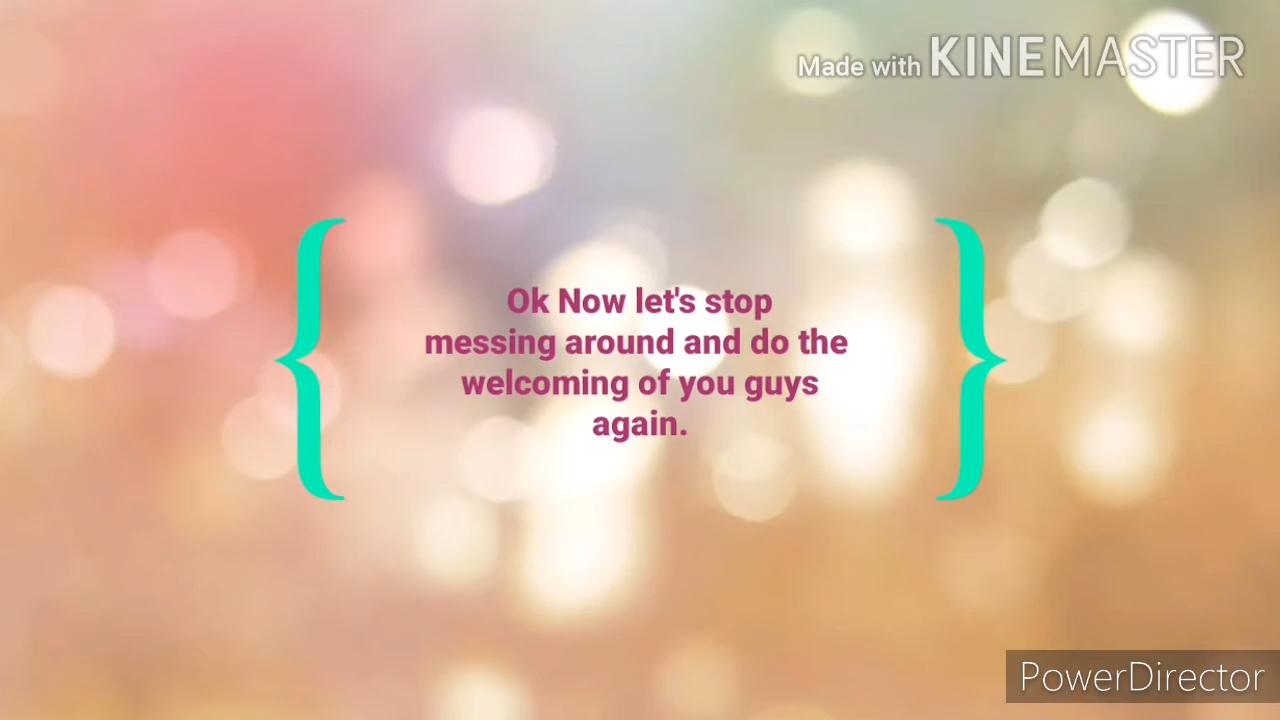 Made with KINEMASTER
Ok Now let's stop
messing around and do the
welcoming of you guys
again.
PowerDirector